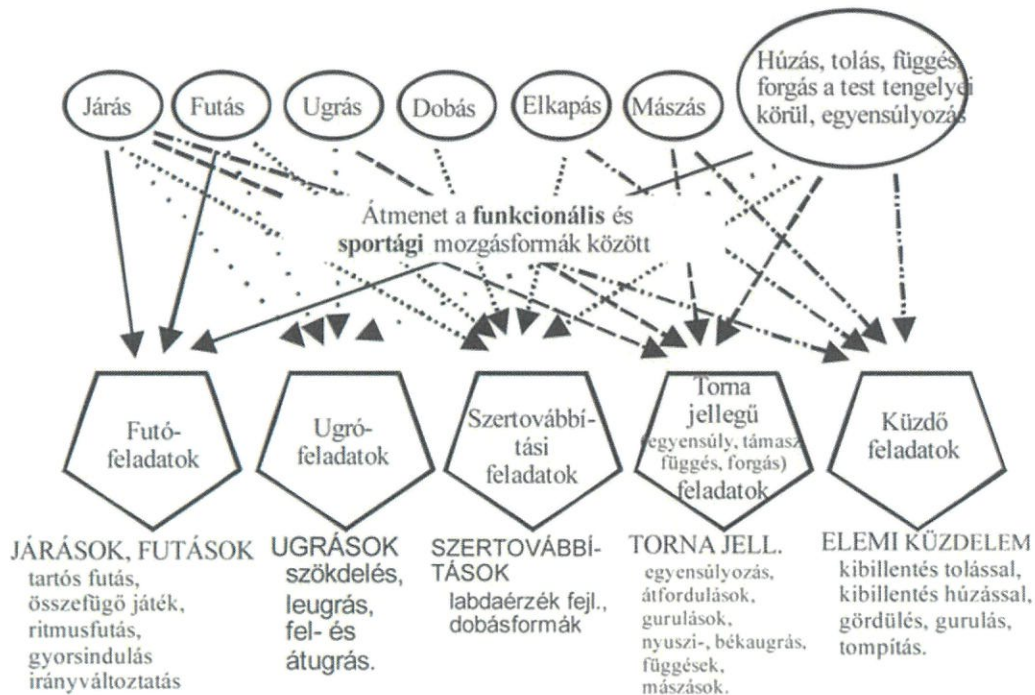 Járás
Futás
Ugrás
Dobás
Elkapás
Mászás
Húzás, tolás, függés,
forgás a test tengelyei
körül, egyensúlyozás
Átmenet a funkcionális és
sportági mozgásformák között
Futó-
feladatok
Ugró-
feladatok
Szertovábbí-
tási
feladatok
Torna
jellegű
(egyensúly, támasz,
függés, forgás)
feladatok
Küzdő
feladatok
JÁRÁSOK, FUTÁSOK
tartós futás,
összefügö játék,
ritmusfutás,
gyorsindulás
irányváltoztatás
UGRÁSOK
szökdelés,
leugrás,
fel- és
átugrás.
SZERTOVÁBBÍ-
TÁSOK
labdaérzék fejl.,
dobásformák
TORNA JELL.
egyensúlyozás,
átfordulások,
gurulások,
nyuszi-, békaugrás,
függések,
mászások.
ELEMI KÜZDELEM
kibillentés tolással,
kibillentés húzással,
gördülés, gurulás,
tompítás.